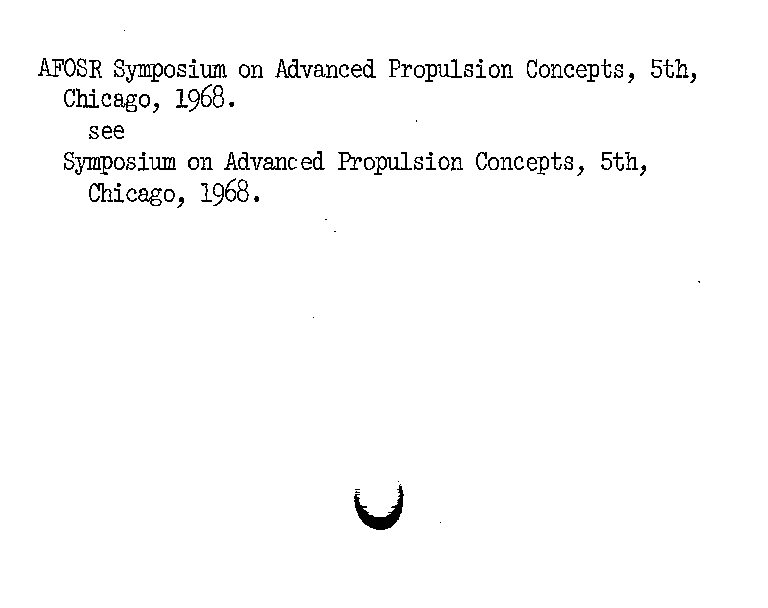 AFOSR Symposium on Advanced Propulsion Concepts, 5th,
Chicago, 1968.
see
Symposium on Advanced Propulsion Concepts, 5th,
Chicago, 1968.